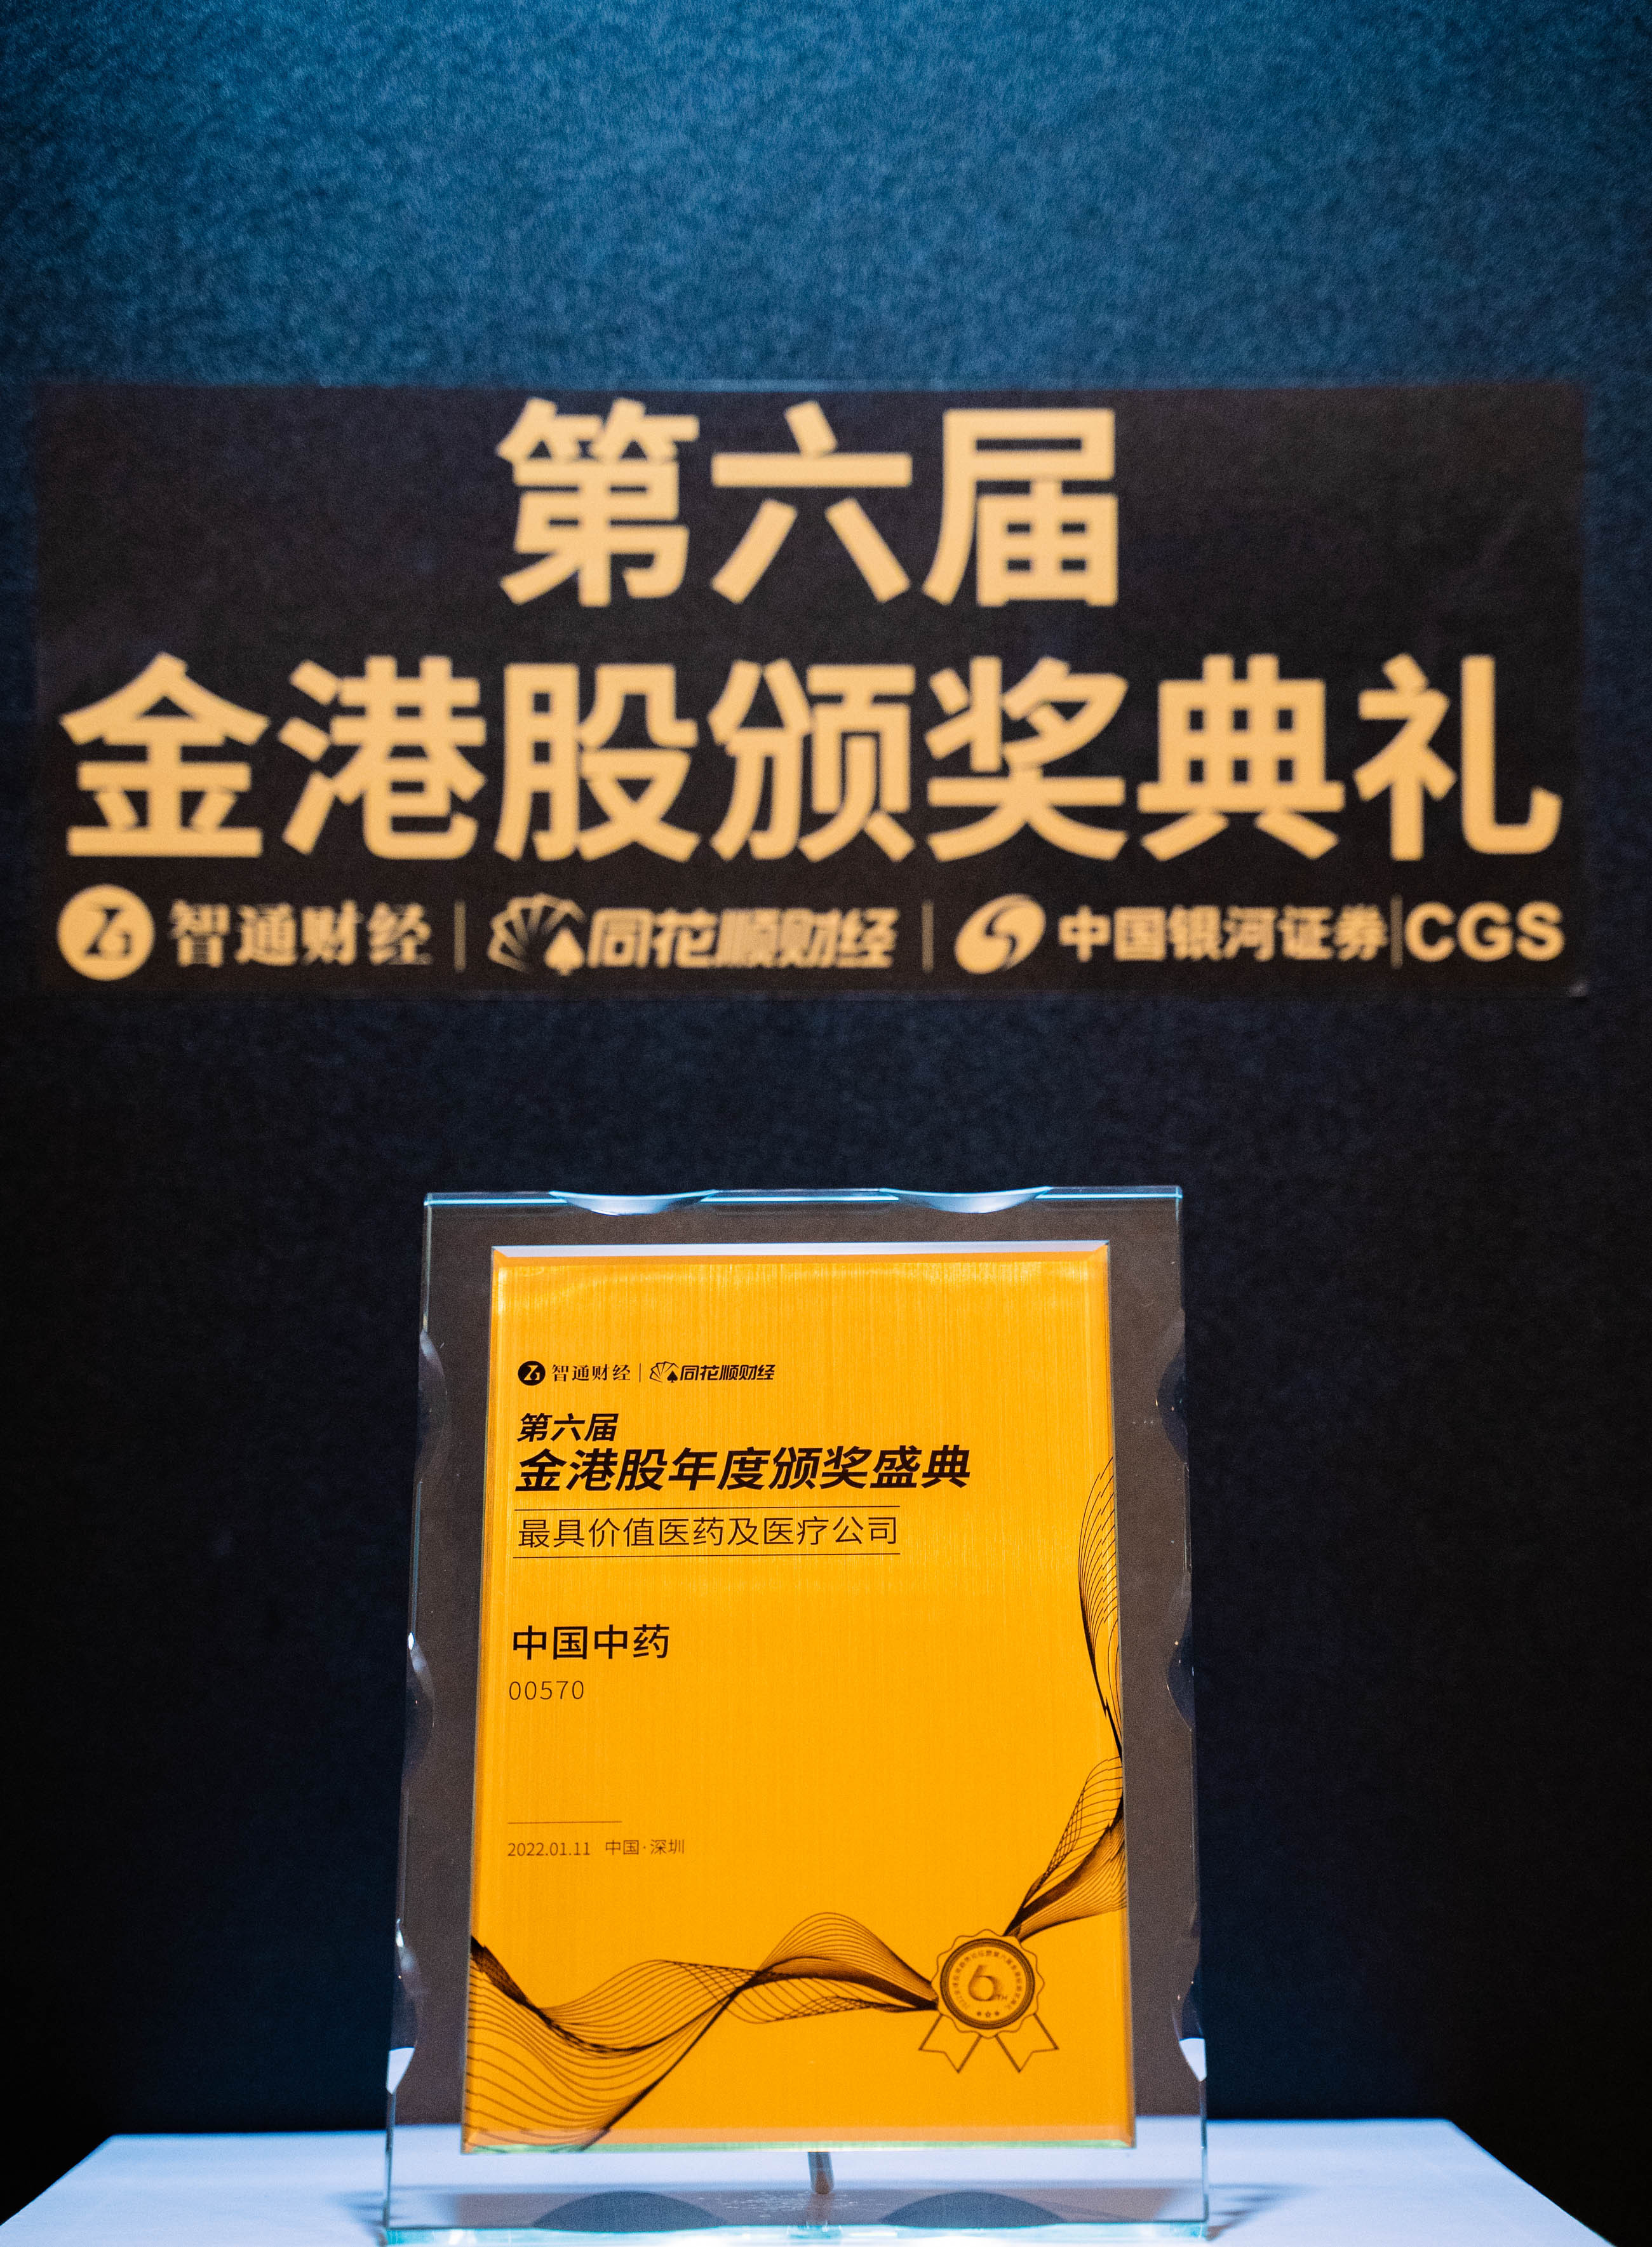 第六届
金港股颁奖典礼
智通财经 | 同花顺财经 | 中国银河证券 | CGS
智通财经 | 同花顺财经
第六届
金港股年度颁奖盛典
最具价值医药及医疗公司
中国中药
00570
2022.01.11 中国·深圳
6TH